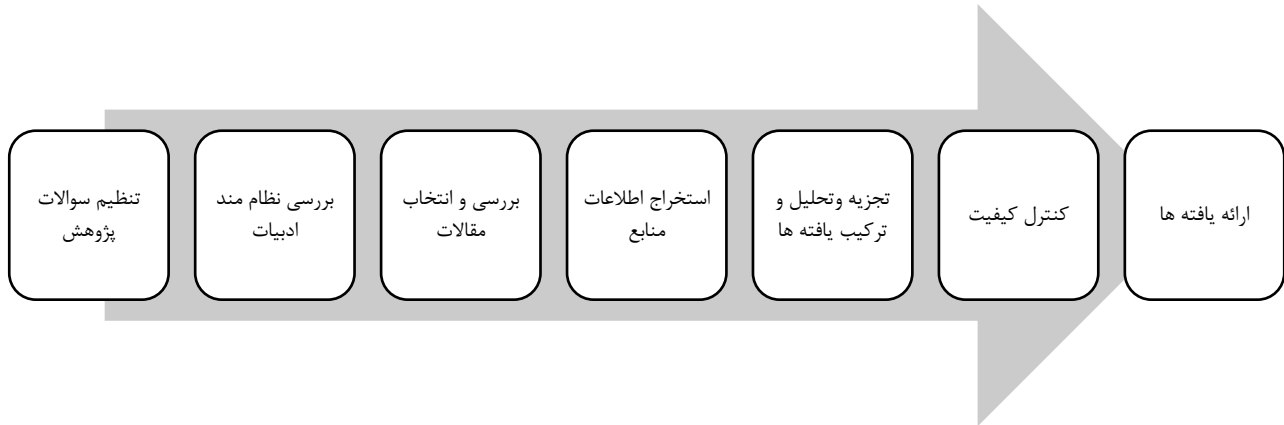 تنظیم سوالات
پژوهش
بررسی نظام مند
ادبیات
بررسی و انتخاب
مقالات
استخراج اطلاعات
منابع
تجزیه وتحلیل و
ترکیب یافته ها
کنترل کیفیت
ارائه یافته ها